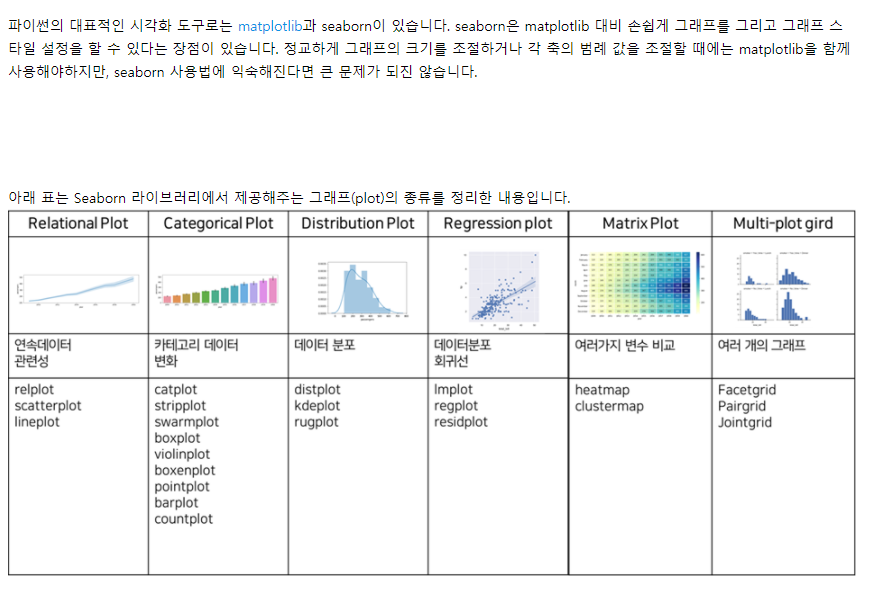 파이썬의 대표적인 시각화 도구로는 matplotlib과 seaborn이 있습니다. seaborn은 matplotlib 대비 손쉽게 그래프를 그리고 그래프 스
타일 설정을 할 수 있다는 장점이 있습니다. 정교하게 그래프의 크기를 조절하거나 각 축의 범례 값을 조절할 때에는 matplotlib을 함께
사용해야하지만, seaborn 사용법에 익숙해진다면 큰 문제가 되진 않습니다.
아래 표는 Seaborn 라이브러리에서 제공해주는 그래프(plot)의 종류를 정리한 내용입니다.
Relational Plot
Categorical Plot
Distribution Plot
Regression plot
Matrix Plot
Multi-plot gird
연속데이터
관련성
카테고리 데이터
변화
데이터 분포
데이터분포
회귀선
여러가지 변수 비교
여러 개의 그래프
relplot
scatterplot
lineplot
catplot
stripplot
swarmplot
boxplot
violinplot
boxenplot
pointplot
barplot
countplot
distplot
kdeplot
rugplot
lmplot
regplot
residplot
heatmap
clustermap
Facetgrid
Pairgrid
Jointgrid